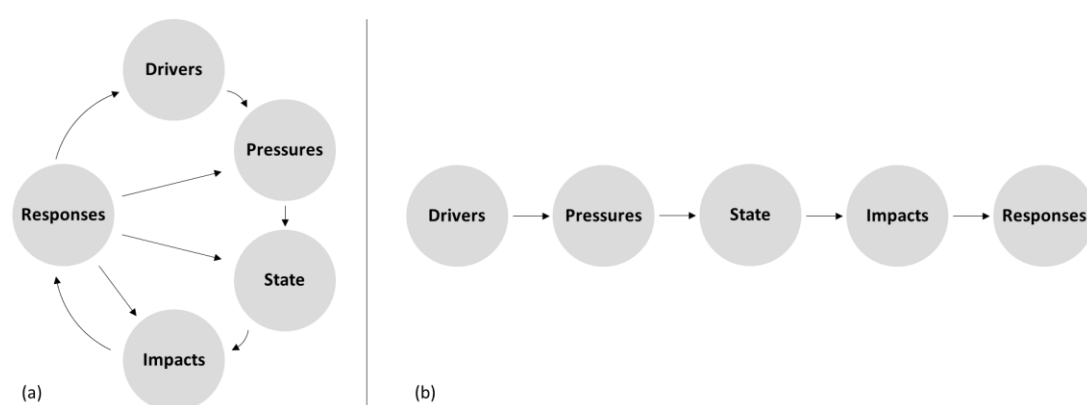 Drivers
Pressures
Responses
State
Impacts
(a)
Drivers
Pressures
State
Impacts
Responses
(b)